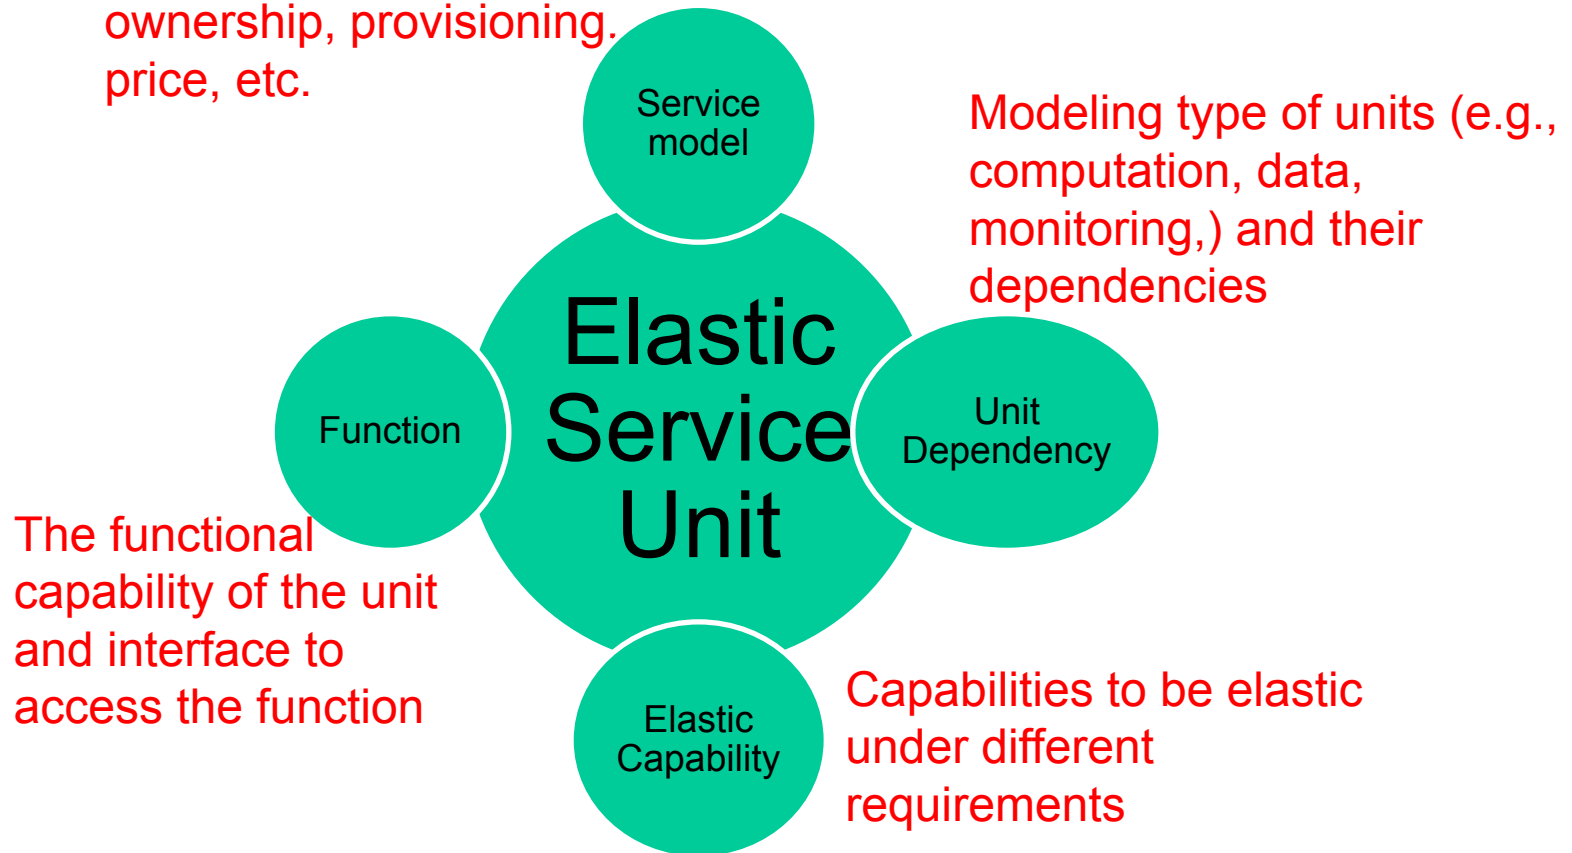 ownership, provisioning.
price, etc.
Service
model
Modeling type of units (e.g.,
computation, data,
monitoring,) and their
dependencies
Elastic
Service
Unit
Function
Unit
Dependency
The functional
capability of the unit
and interface to
access the function
Elastic
Capability
Capabilities to be elastic
under different
requirements